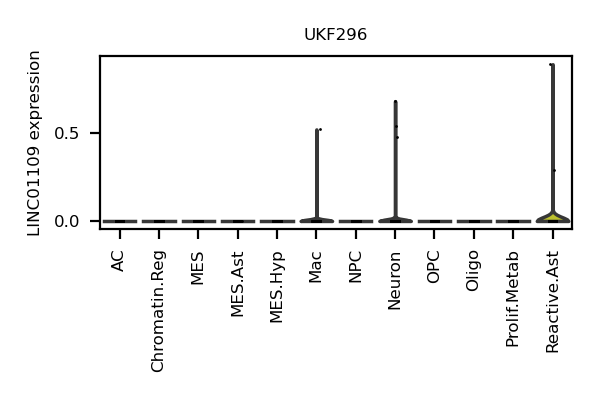 UKF296
LINC01109 expression
0.5
0.0
AC
Chromatin.Reg
MES
MES.Ast
MES.Hyp
Mac
NPC
Neuron
OPC
Oligo
Prolif.Metab
Reactive.Ast